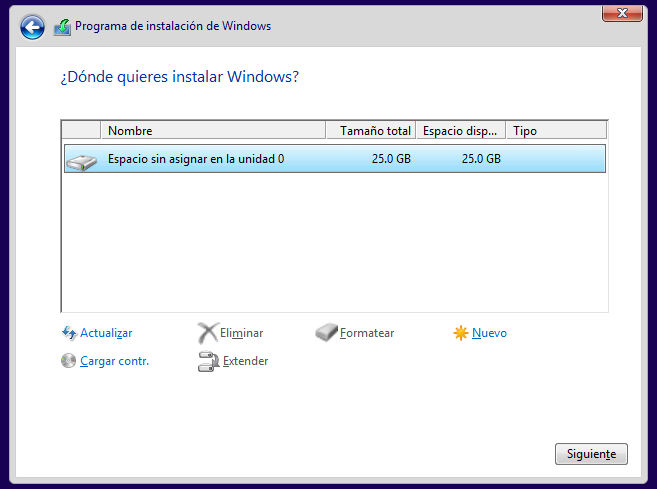 Programa de instalación de Windows
¿Dónde quieres instalar Windows?
Nombre Tamaño total Espacio disp... Tipo
Espacio sin asignar en la unidad 0 25.0 GB 25.0 GB
Actualizar Eliminar Formatear Nuevo
Cargar contr. Extender
Siguiente